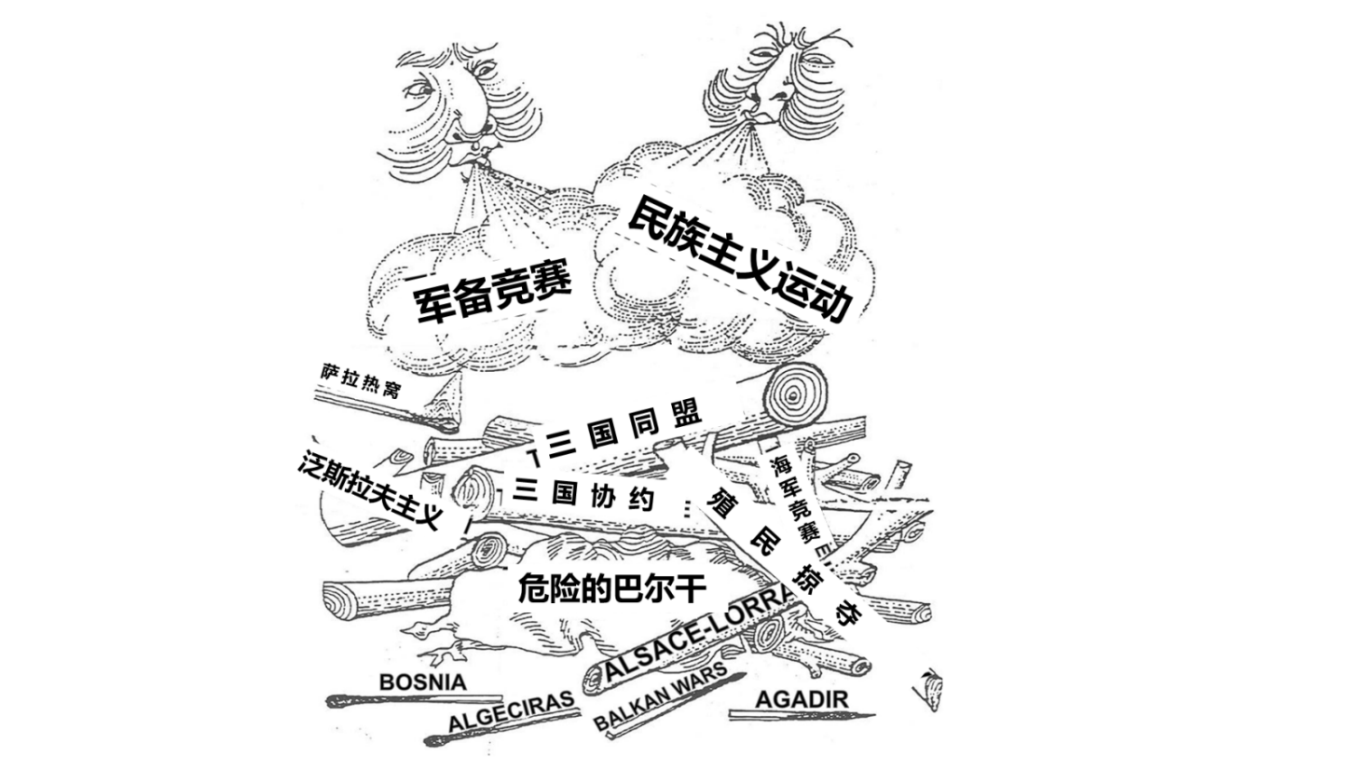 民族主义运动
军备竞赛
萨拉热窝
三国同盟
泛斯拉夫主义
三国协约
海军竞赛
殖民掠夺
危险的巴尔干
ALSACE-LORRA
BOSNIA
ALGECIRAS
BALKAN WARS
AGADIR